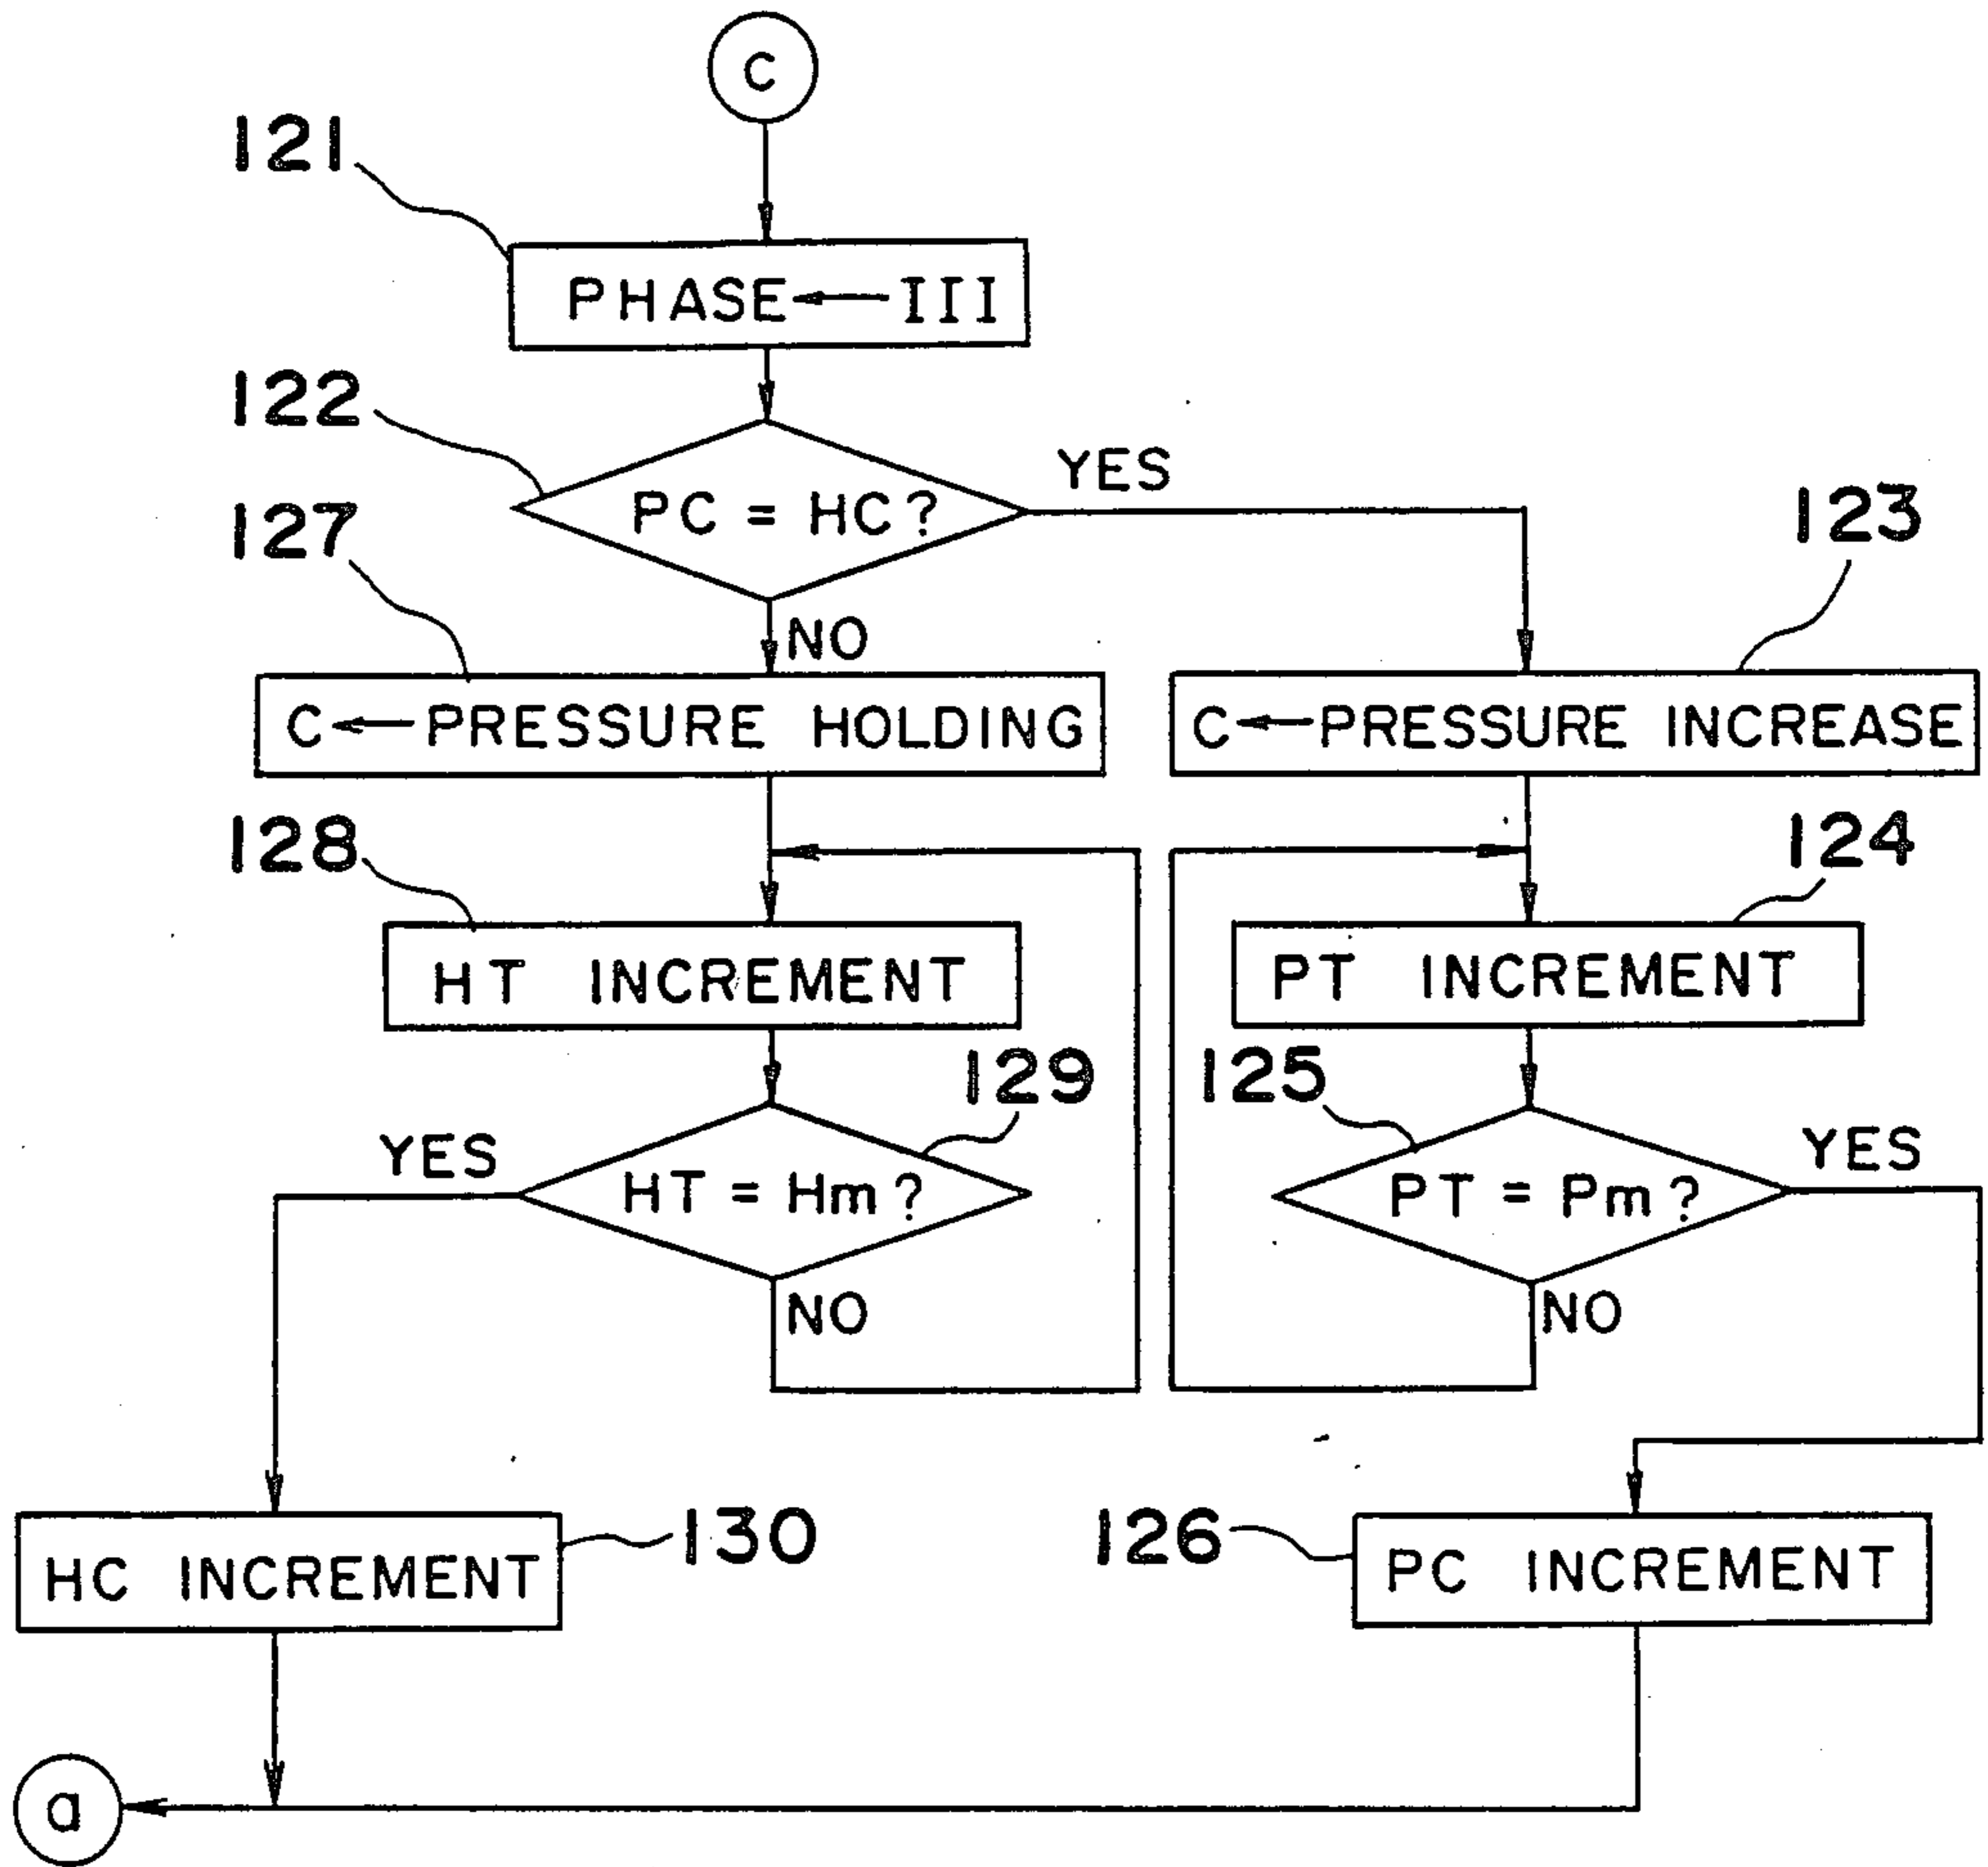 C
121
PHASE←III
122
PC = HC?
YES
127
123
NO
C←PRESSURE HOLDING
C←PRESSURE INCREASE
128
124
HT INCREMENT
PT INCREMENT
129
125
YES
HT = Hm?
YES
PT = Pm?
NO
NO
130
126
HC INCREMENT
PC INCREMENT
a